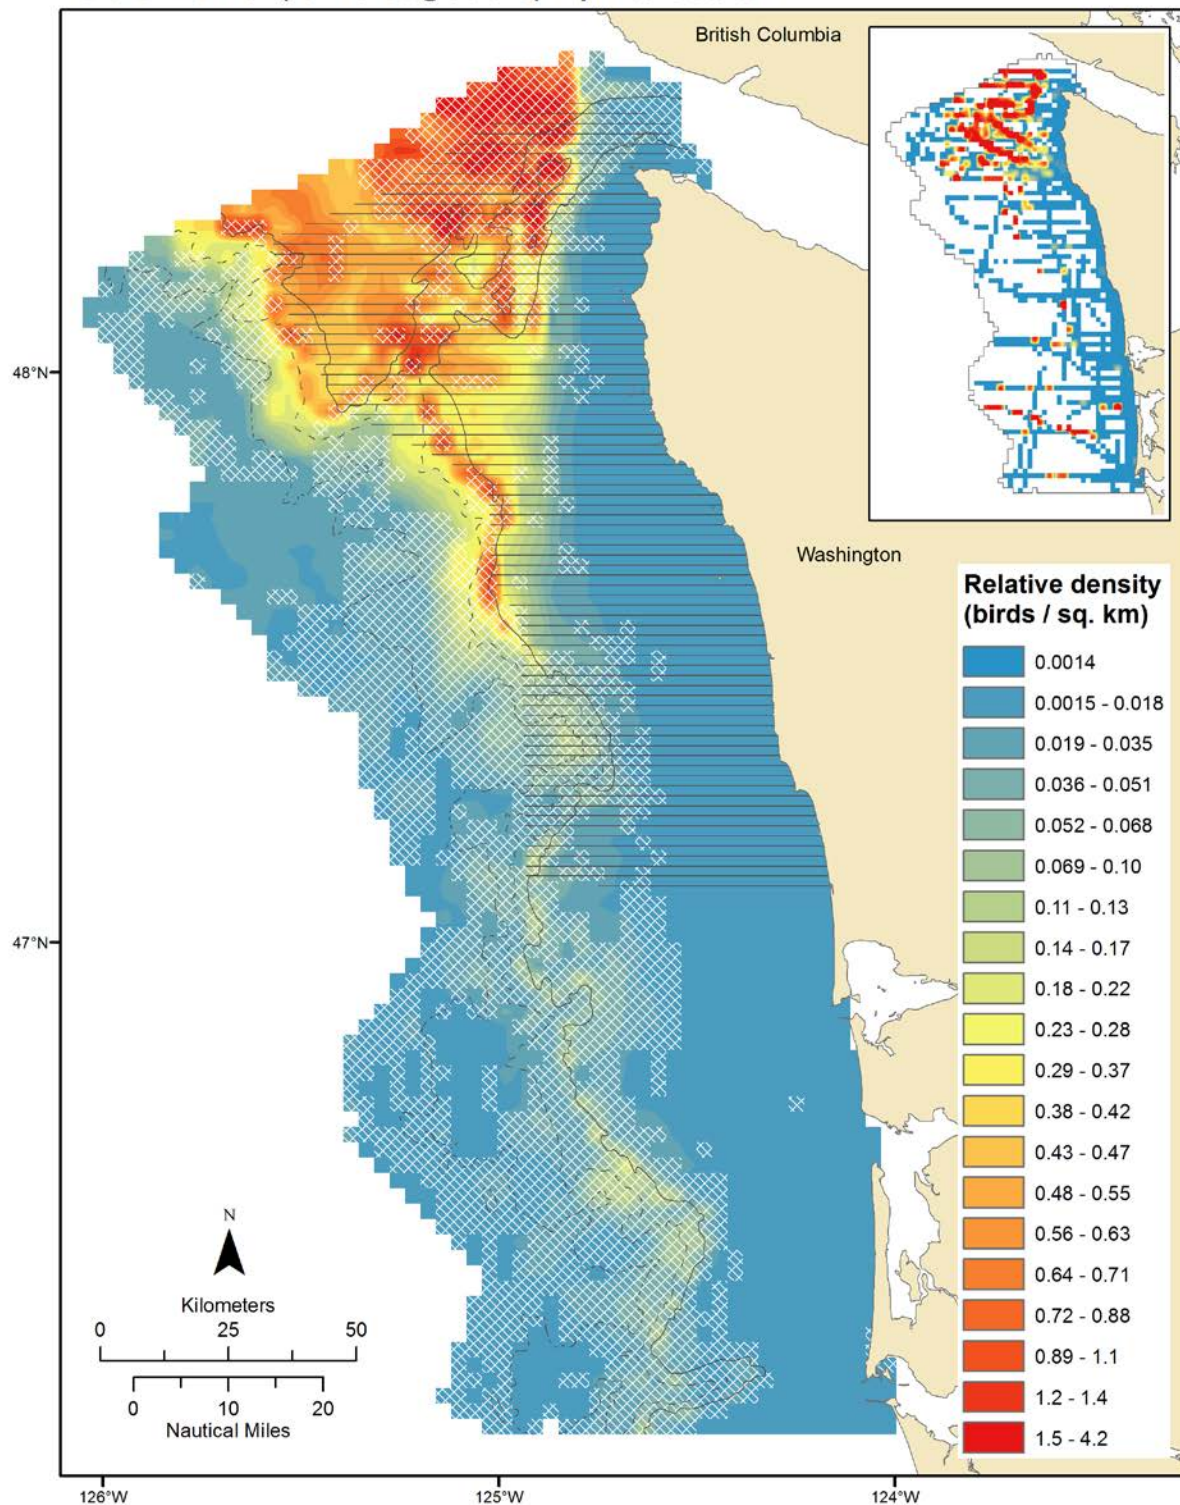 British Columbia
48°N
Washington
Relative density
(birds / sq. km)
0.0014
0.0015 - 0.018
0.019 - 0.035
0.036 - 0.051
0.052 - 0.068
0.069 - 0.10
0.11 - 0.13
0.14 - 0.17
0.18 - 0.22
0.23 - 0.28
0.29 - 0.37
0.38 - 0.42
0.43 - 0.47
0.48 - 0.55
0.56 - 0.63
0.64 - 0.71
0.72 - 0.88
0.89 - 1.1
1.2 - 1.4
1.5 - 4.2
47°N
N
Kilometers
0 25 50
0 10 20
Nautical Miles
126°W 125°W 124°W